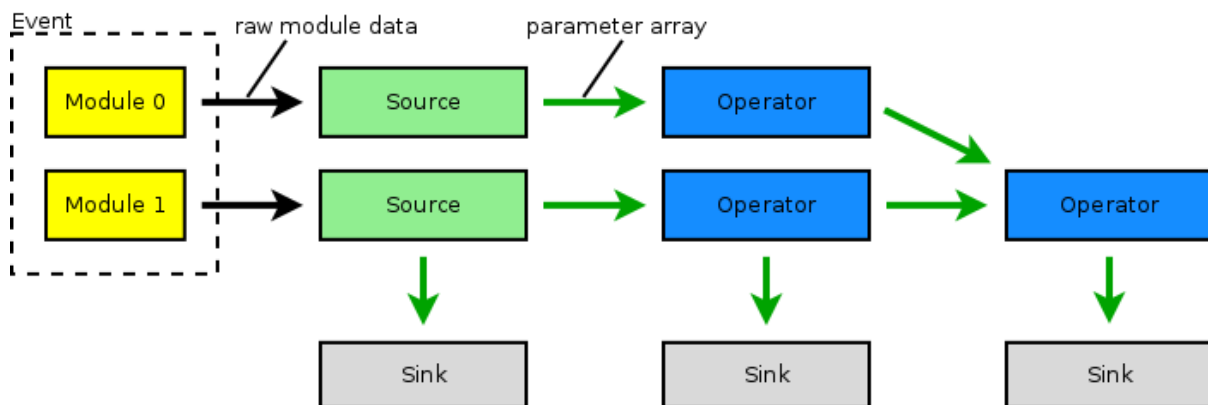 Event
raw module data
parameter array
Module 0
Source
Operator
Module 1
Source
Operator
Operator
Sink
Sink
Sink